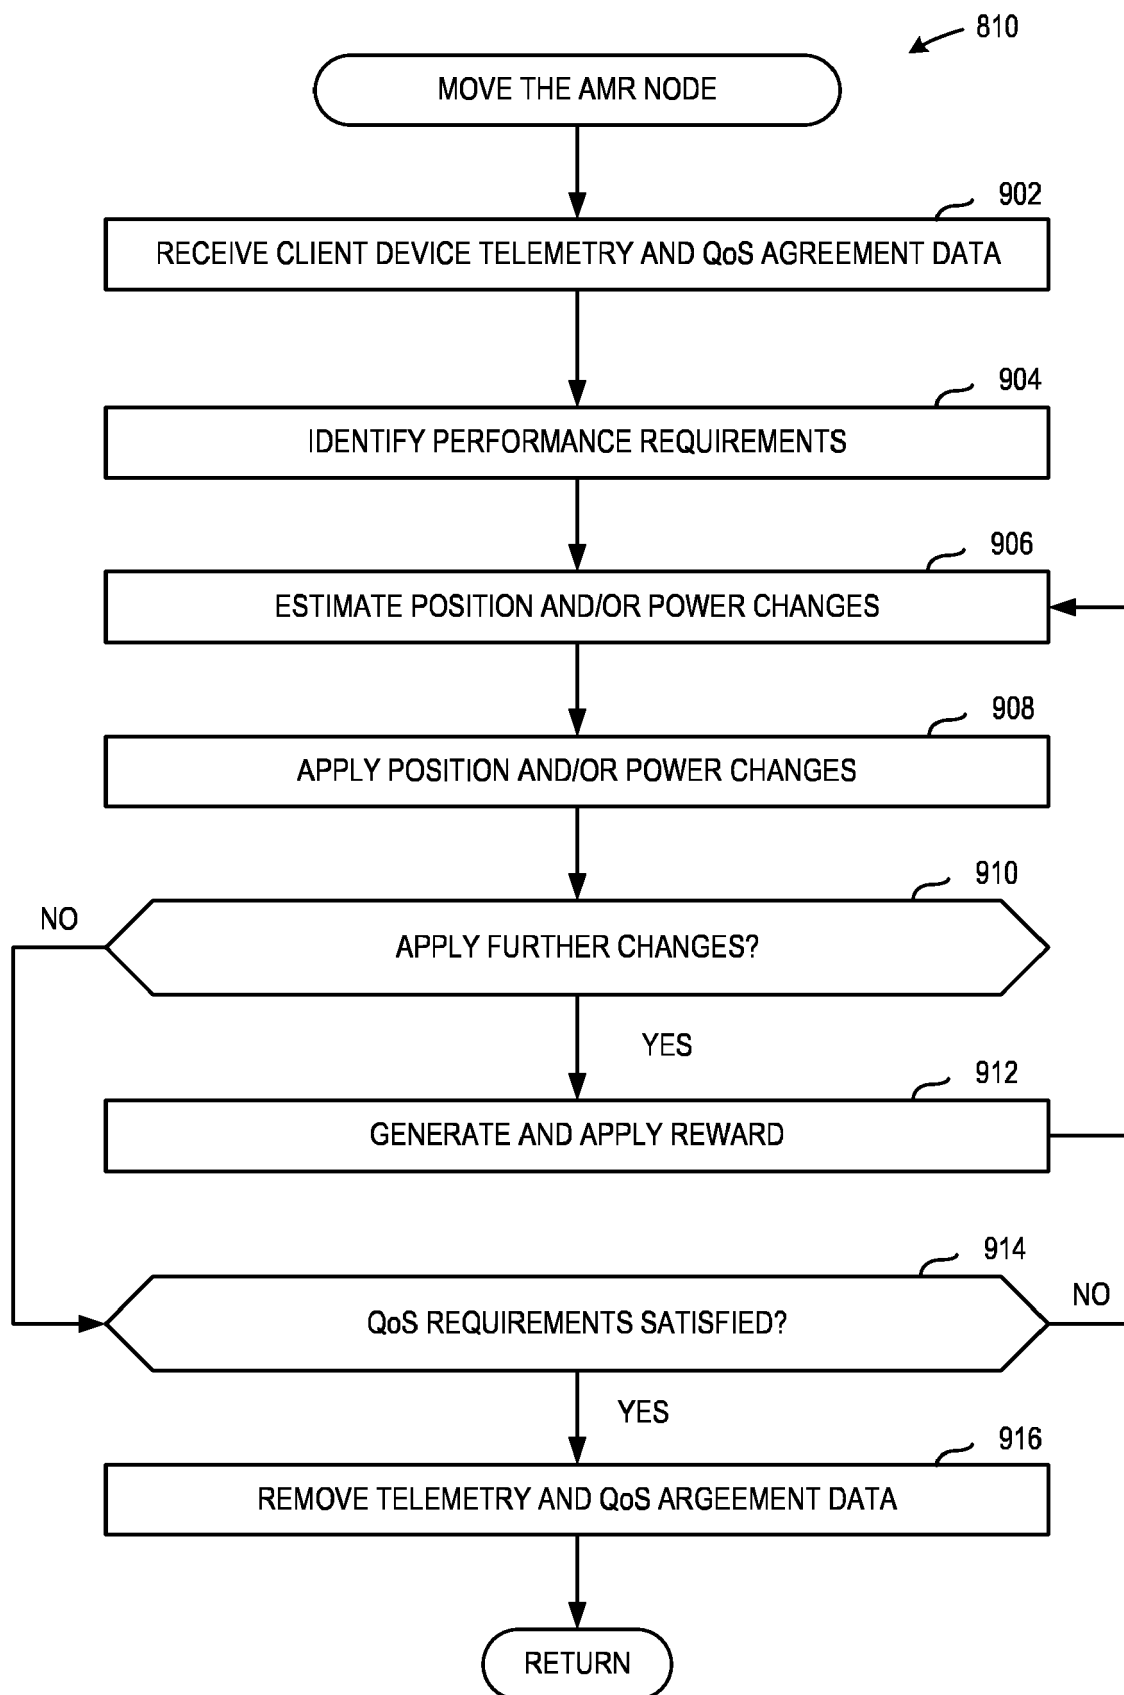 810
MOVE THE AMR NODE
902
RECEIVE CLIENT DEVICE TELEMETRY AND QoS AGREEMENT DATA
904
IDENTIFY PERFORMANCE REQUIREMENTS
906
ESTIMATE POSITION AND/OR POWER CHANGES
908
APPLY POSITION AND/OR POWER CHANGES
910
NO
APPLY FURTHER CHANGES?
YES
912
GENERATE AND APPLY REWARD
914
NO
QoS REQUIREMENTS SATISFIED?
YES
916
REMOVE TELEMETRY AND QoS ARGEEMENT DATA
RETURN